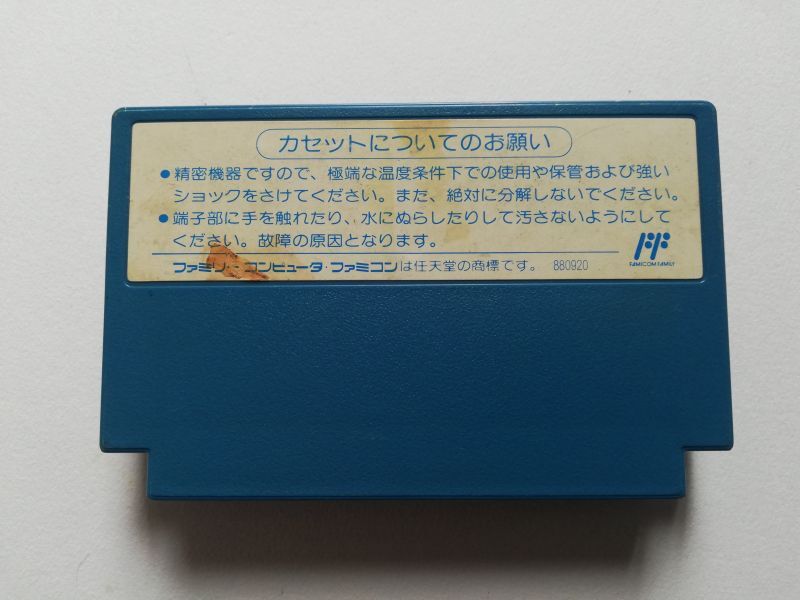 カセットについてのお願い
●精密機器ですので、極端な温度条件下での使用や保管および強い
ショックをさけてください。また、絶対に分解しないでください。
●端子部に手を触れたり、水にぬらしたりして汚さないようにして
ください。故障の原因となります。
ファミリーコンピュータ・ファミコンは任天堂の商標です。 880920
FAMICOM FAMILY